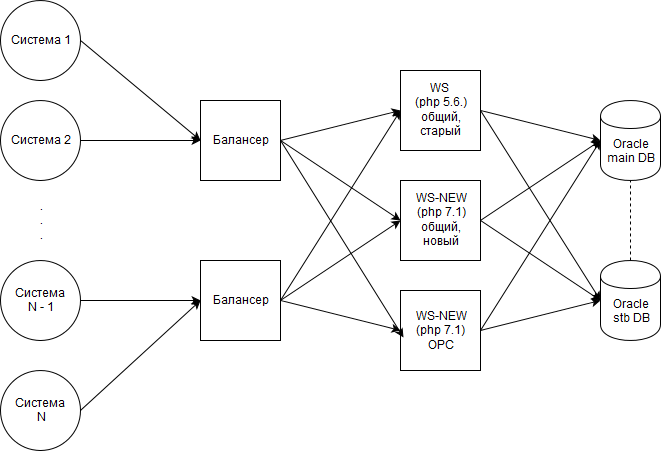 Система 1
Система 2
.
.
.
Система
N - 1
Система
N
Балансер
Балансер
WS
(php 5.6.)
общий,
старый
WS-NEW
(php 7.1)
общий,
новый
WS-NEW
(php 7.1)
OPC
Oracle
main DB
Oracle
stb DB